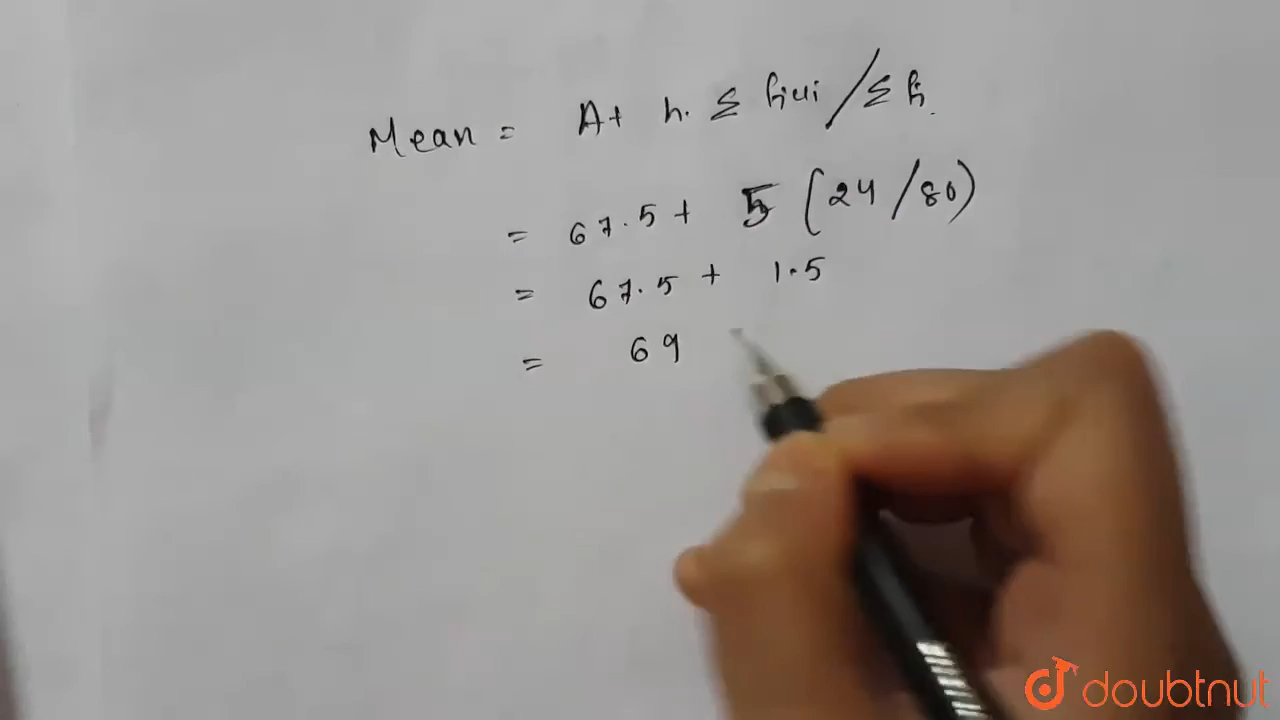 Mean = A+ h. Σ fiui / Σ fi.
= 67.5 + 5 (24/80)
= 67.5 + 1.5
= 69
doubtnut